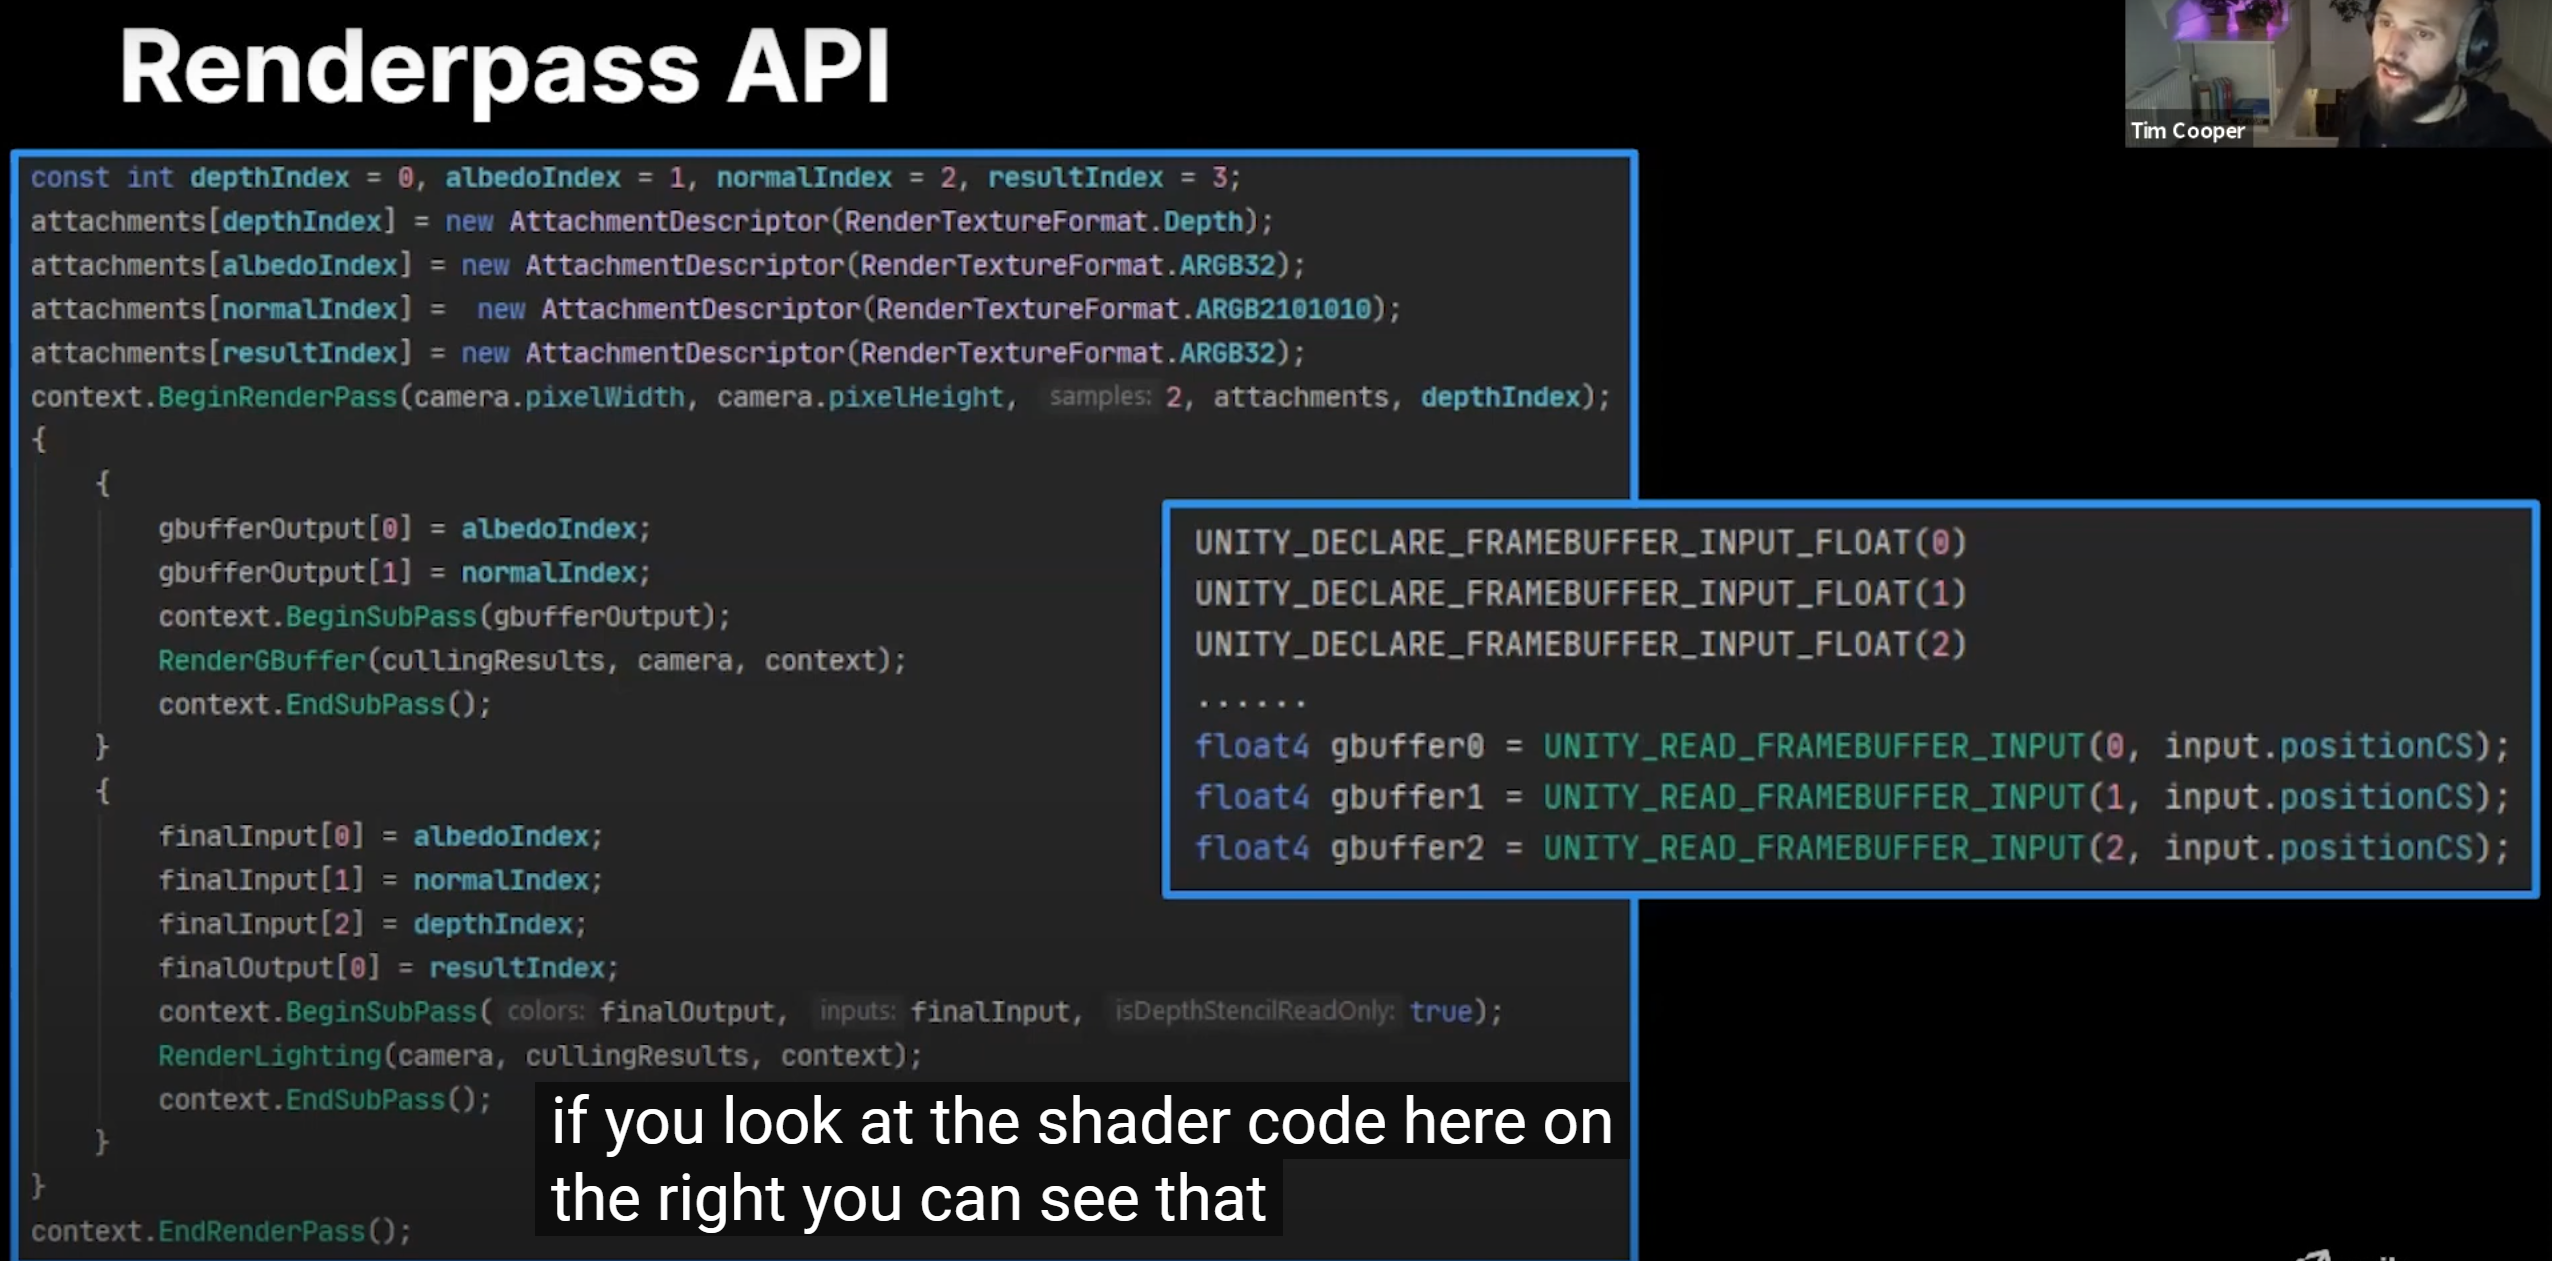 Renderpass API
Tim Cooper
const int depthIndex = 0, albedoIndex = 1, normalIndex = 2, resultIndex = 3;
attachments[depthIndex] = new AttachmentDescriptor(RenderTextureFormat.Depth);
attachments[albedoIndex] = new AttachmentDescriptor(RenderTextureFormat.ARGB32);
attachments[normalIndex] =  new AttachmentDescriptor(RenderTextureFormat.ARGB2101010);
attachments[resultIndex] = new AttachmentDescriptor(RenderTextureFormat.ARGB32);
context.BeginRenderPass(camera.pixelWidth, camera.pixelHeight, samples: 2, attachments, depthIndex);
{
{
gbufferOutput[0] = albedoIndex;
gbufferOutput[1] = normalIndex;
context.BeginSubPass(gbufferOutput);
RenderGBuffer(cullingResults, camera, context);
context.EndSubPass();
}
{
finalInput[0] = albedoIndex;
finalInput[1] = normalIndex;
finalInput[2] = depthIndex;
finalOutput[0] = resultIndex;
context.BeginSubPass( colors: finalOutput, inputs: finalInput, isDepthStencilReadOnly: true);
RenderLighting(camera, cullingResults, context);
context.EndSubPass();
}
}
context.EndRenderPass();
UNITY_DECLARE_FRAMEBUFFER_INPUT_FLOAT(0)
UNITY_DECLARE_FRAMEBUFFER_INPUT_FLOAT(1)
UNITY_DECLARE_FRAMEBUFFER_INPUT_FLOAT(2)
......
float4 gbuffer0 = UNITY_READ_FRAMEBUFFER_INPUT(0, input.positionCS);
float4 gbuffer1 = UNITY_READ_FRAMEBUFFER_INPUT(1, input.positionCS);
float4 gbuffer2 = UNITY_READ_FRAMEBUFFER_INPUT(2, input.positionCS);
if you look at the shader code here on
the right you can see that